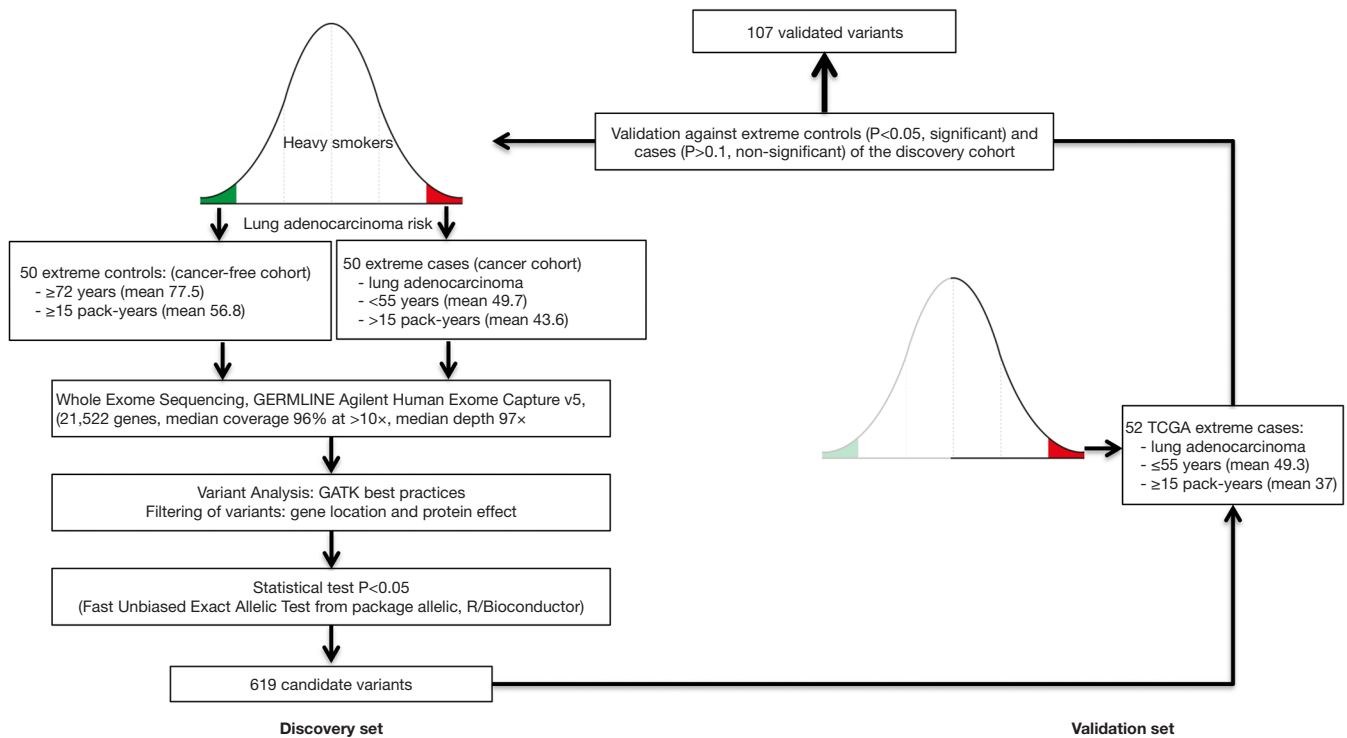 107 validated variants
Validation against extreme controls (P<0.05, significant) and
cases (P>0.1, non-significant) of the discovery cohort
Heavy smokers
Lung adenocarcinoma risk
50 extreme controls: (cancer-free cohort)
- ≥72 years (mean 77.5)
- ≥15 pack-years (mean 56.8)
50 extreme cases (cancer cohort)
- lung adenocarcinoma
- <55 years (mean 49.7)
- >15 pack-years (mean 43.6)
Whole Exome Sequencing, GERMLINE Agilent Human Exome Capture v5,
(21,522 genes, median coverage 96% at >10×, median depth 97×
Variant Analysis: GATK best practices
Filtering of variants: gene location and protein effect
Statistical test P<0.05
(Fast Unbiased Exact Allelic Test from package allelic, R/Bioconductor)
619 candidate variants
Discovery set
52 TCGA extreme cases:
- lung adenocarcinoma
- ≤55 years (mean 49.3)
- ≥15 pack-years (mean 37)
Validation set